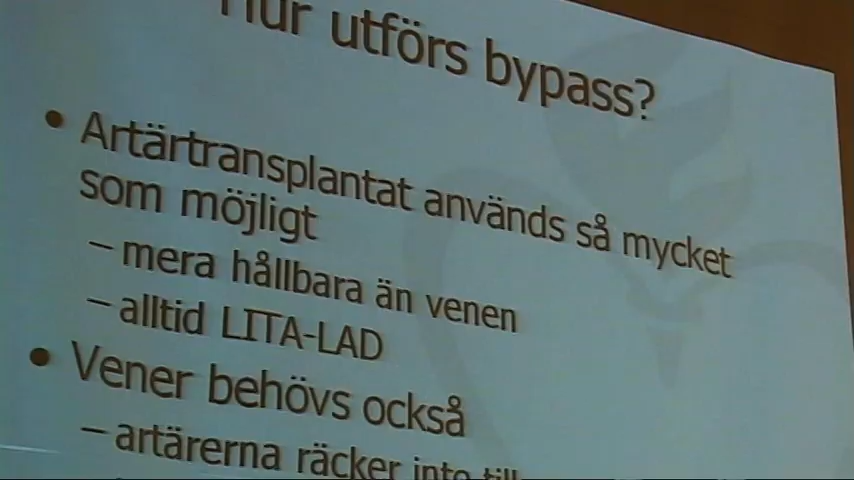 Hur utförs bypass?
• Artärtransplantat används så mycket
som möjligt
– mera hållbara än venen
– alltid LITA-LAD
• Vener behövs också
– artärerna räcker inte till